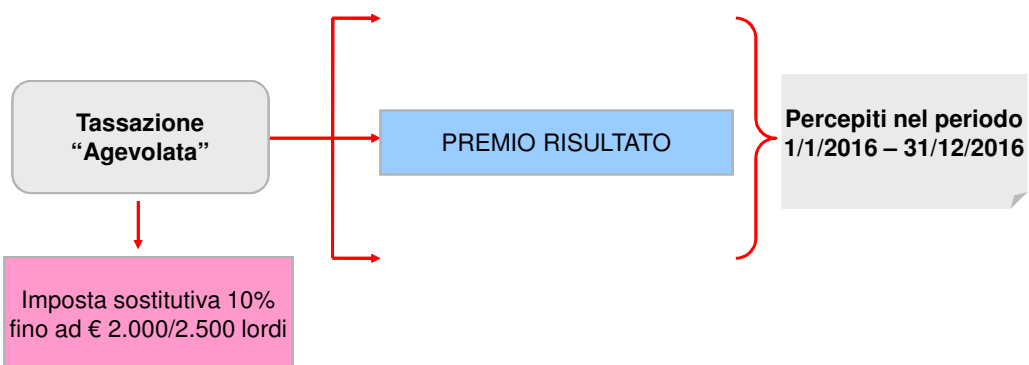 Tassazione
“Agevolata”
PREMIO RISULTATO
Percepiti nel periodo
1/1/2016 – 31/12/2016
Imposta sostitutiva 10%
fino ad € 2.000/2.500 lordi